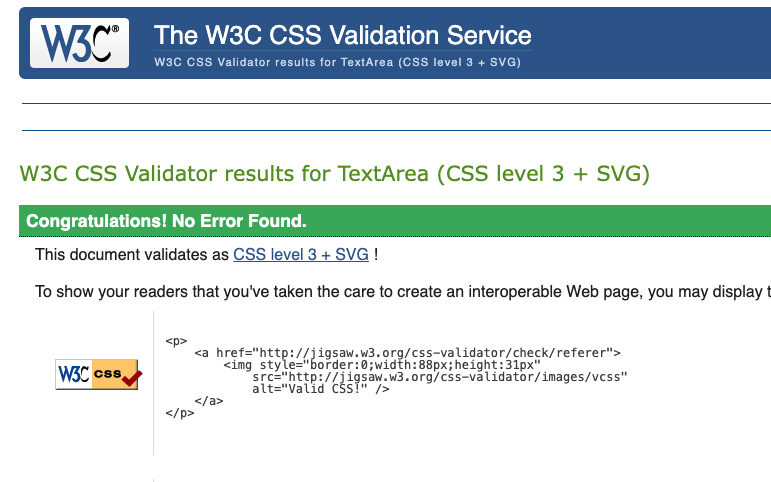 W3C®
The W3C CSS Validation Service
W3C CSS Validator results for TextArea (CSS level 3 + SVG)
W3C CSS Validator results for TextArea (CSS level 3 + SVG)
Congratulations! No Error Found.
This document validates as CSS level 3 + SVG !
To show your readers that you've taken the care to create an interoperable Web page, you may display t
W3C css
<p>
<a href="http://jigsaw.w3.org/css-validator/check/referer">
<img style="border:0;width:88px;height:31px"
src="http://jigsaw.w3.org/css-validator/images/vcss"
alt="Valid CSS!" />
</a>
</p>